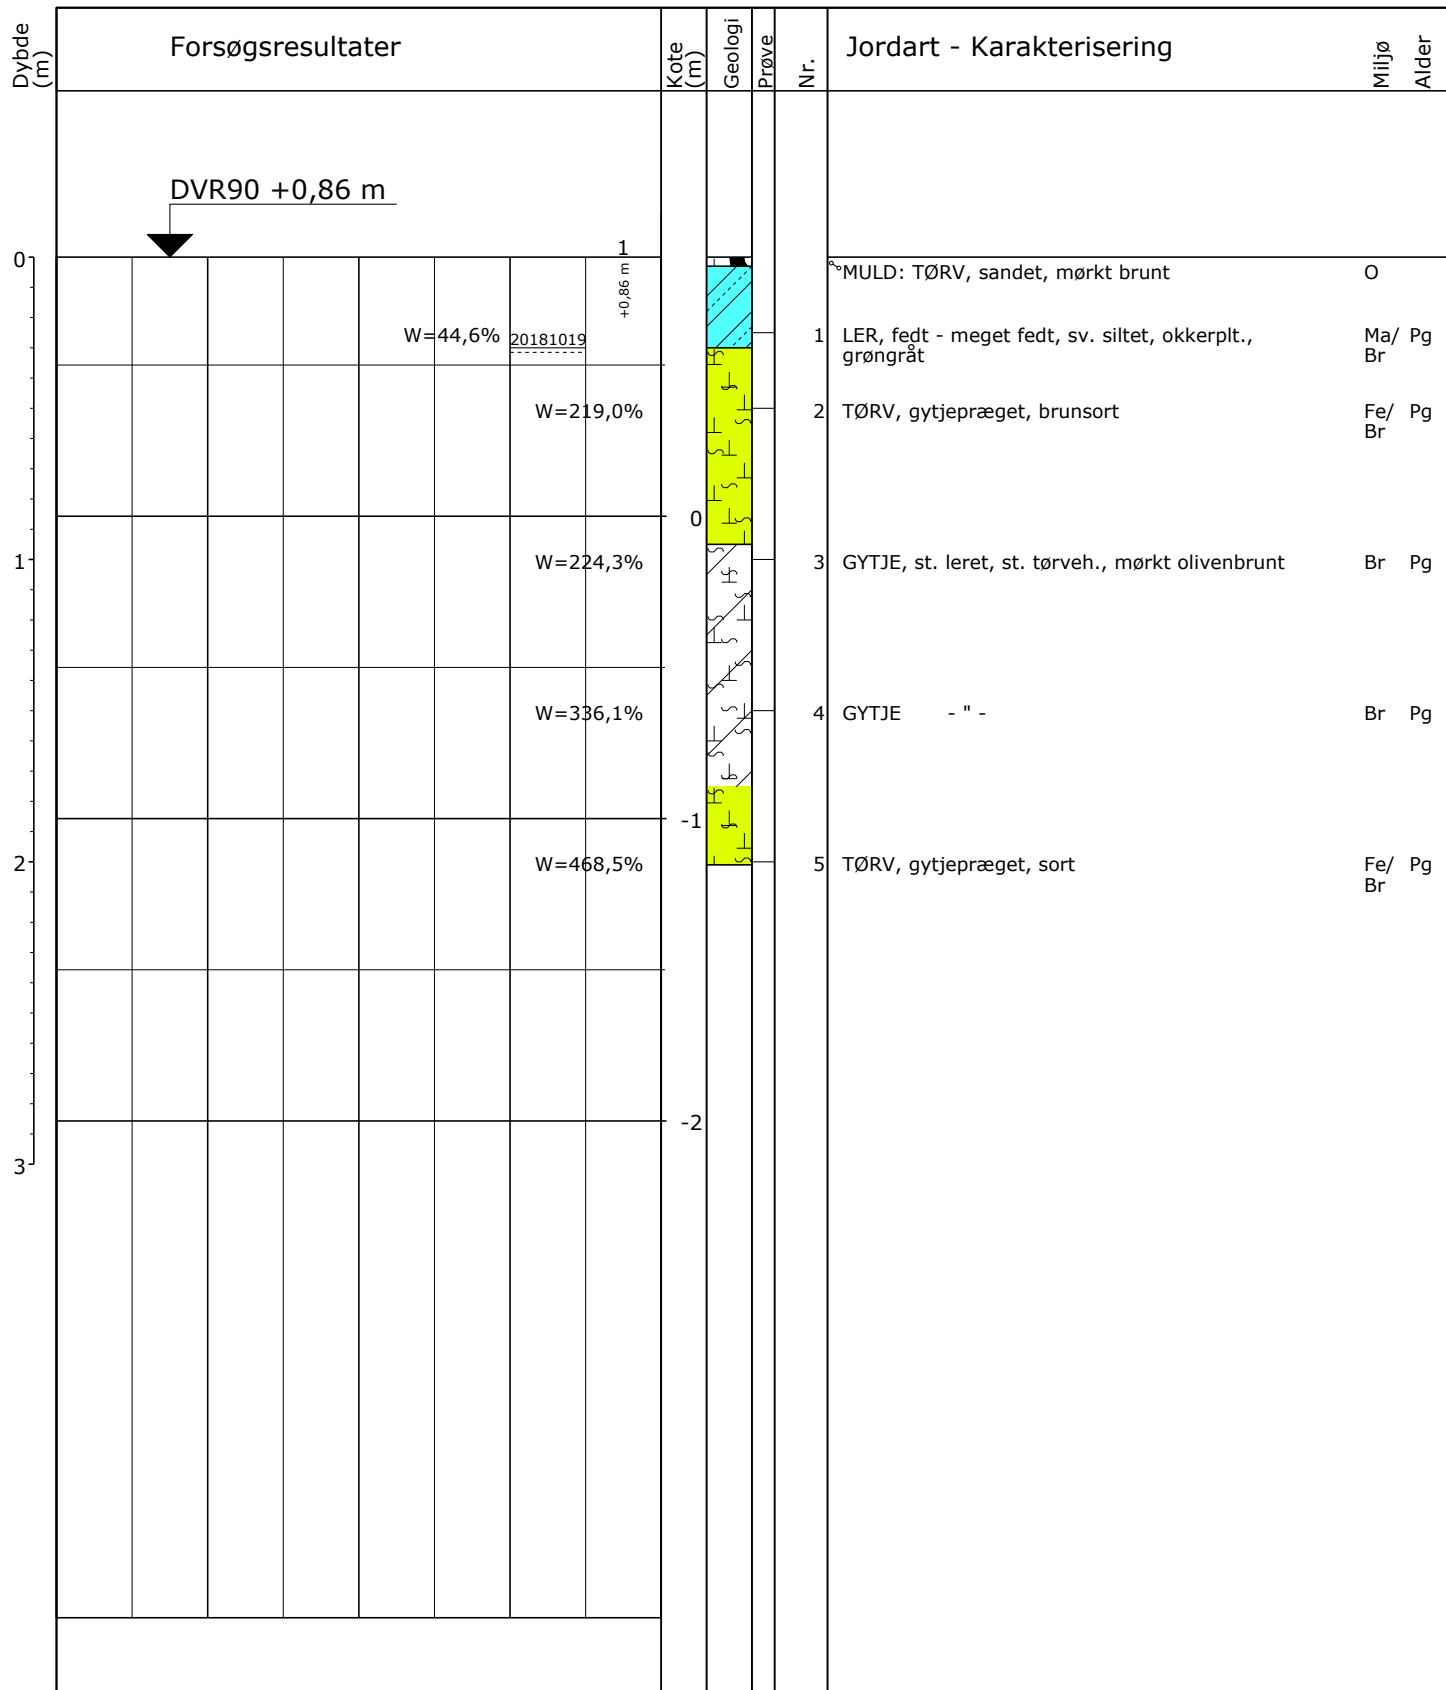 Dybde
(m)
Forsøgsresultater
Kote
(m)
Geologi
Prøve
Nr.
Jordart - Karakterisering
Miljø
Alder
DVR90 +0,86 m
1
+0,86 m
0
MULD: TØRV, sandet, mørkt brunt O
W=44,6% 20181019 1 LER, fedt - meget fedt, sv. siltet, okkerplt., Ma/ Pg
grøngråt Br
W=219,0% 2 TØRV, gytjepræget, brunsort Fe/ Pg
Br
0
1 W=224,3% 3 GYTJE, st. leret, st. tørveh., mørkt olivenbrunt Br Pg
W=336,1% 4 GYTJE - " - Br Pg
-1
2 W=468,5% 5 TØRV, gytjepræget, sort Fe/ Pg
Br
-2
3